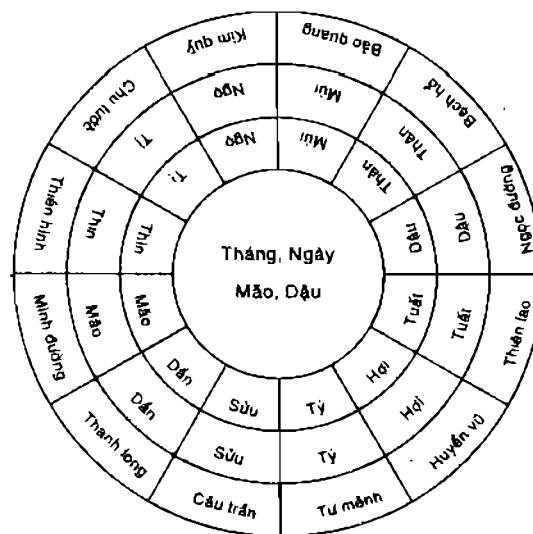 Tháng, Ngày
Mão, Dậu
Kim quỹ
Bảo quang
Bạch hổ
Ngọc đường
Thiên lao
Huyền vũ
Tư mệnh
Câu trần
Thanh long
Minh đường
Thiên hình
Chu tước
Ngọ
Mùi
Thân
Dậu
Tuất
Hợi
Tý
Sửu
Dần
Mão
Thìn
Tị
Ngọ
Mùi
Thân
Dậu
Tuất
Hợi
Tý
Sửu
Dần
Mão
Thìn
Tị